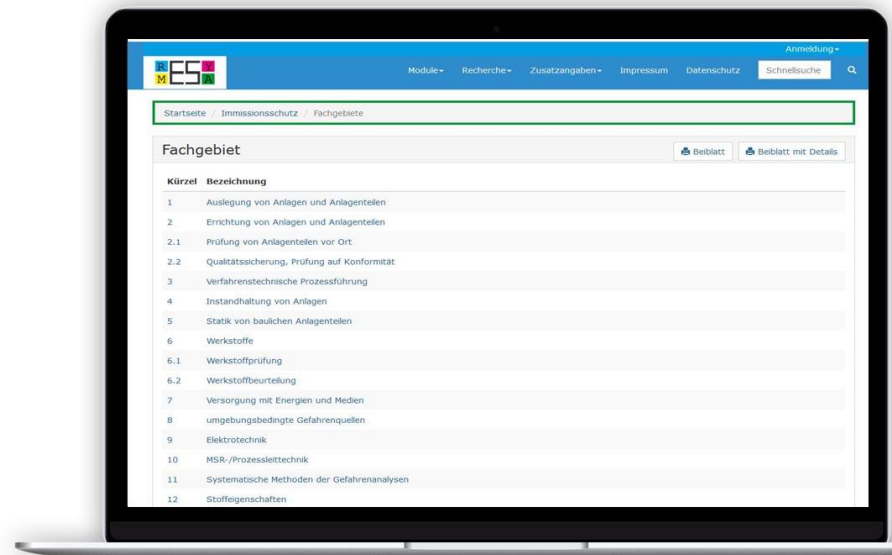 Anmeldung
RESY
MESA
Module Recherche Zusatzangaben Impressum Datenschutz Schnellsuche
Startseite / Immissionsschutz / Fachgebiete
Fachgebiet Beiblatt Beiblatt mit Details
Kürzel Bezeichnung
1 Auslegung von Anlagen und Anlagenteilen
2 Errichtung von Anlagen und Anlagenteilen
2.1 Prüfung von Anlagenteilen vor Ort
2.2 Qualitätssicherung, Prüfung auf Konformität
3 Verfahrenstechnische Prozessführung
4 Instandhaltung von Anlagen
5 Statik von baulichen Anlagenteilen
6 Werkstoffe
6.1 Werkstoffprüfung
6.2 Werkstoffbeurteilung
7 Versorgung mit Energien und Medien
8 umgebungsbedingte Gefahrenquellen
9 Elektrotechnik
10 MSR-/Prozessleittechnik
11 Systematische Methoden der Gefahrenanalysen
12 Stoffeigenschaften